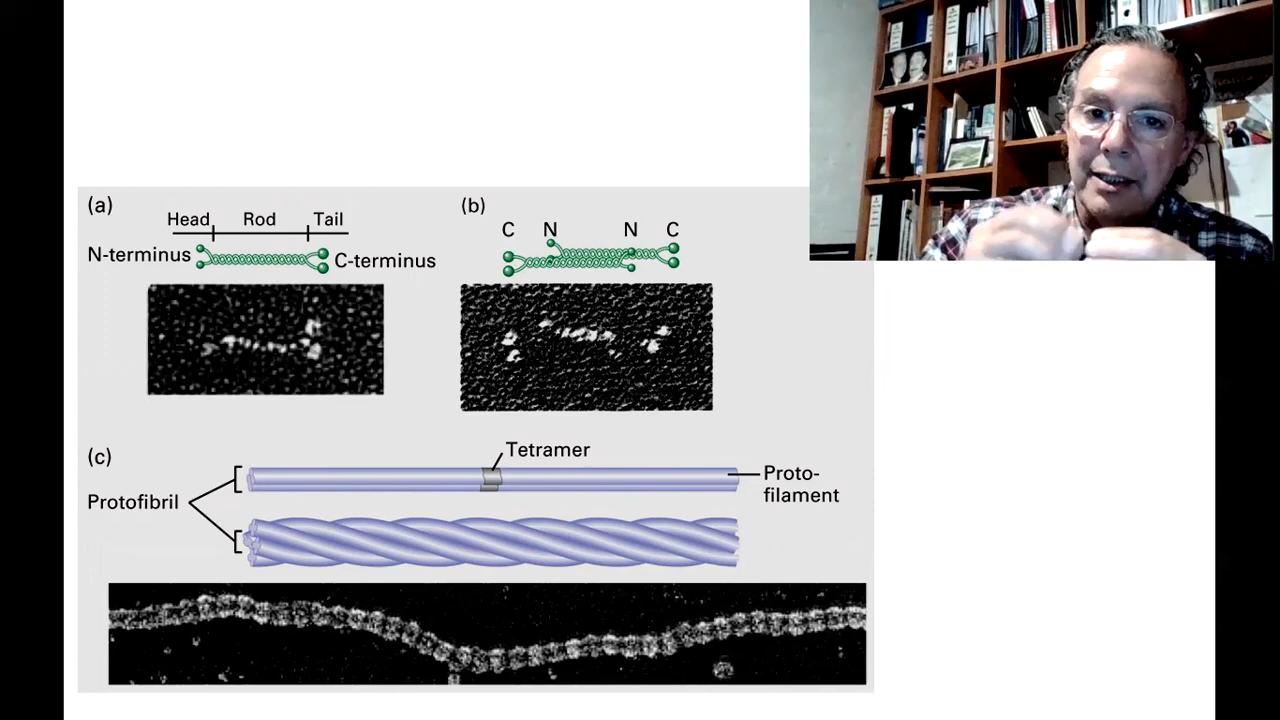 (a)
Head Rod Tail
N-terminus
C-terminus
(b)
C N N C
(c)
Tetramer
Proto-
filament
Protofibril